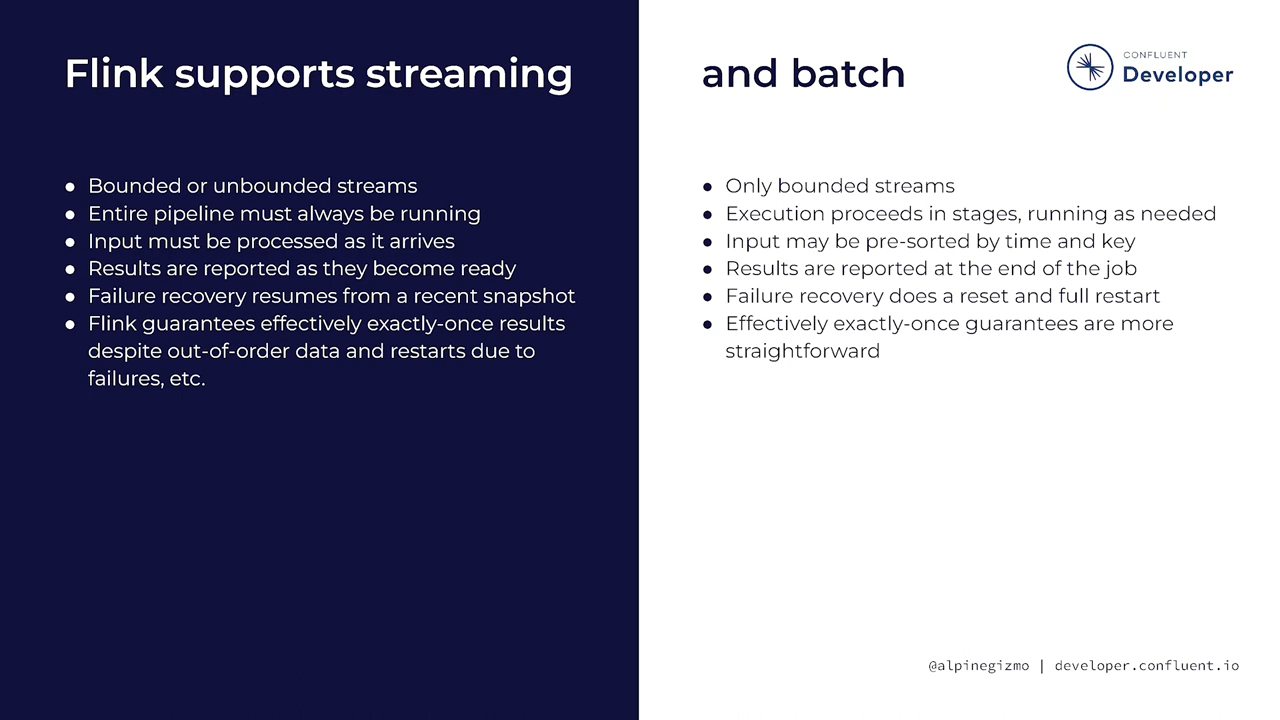 Flink supports streaming
● Bounded or unbounded streams
● Entire pipeline must always be running
● Input must be processed as it arrives
● Results are reported as they become ready
● Failure recovery resumes from a recent snapshot
● Flink guarantees effectively exactly-once results
despite out-of-order data and restarts due to
failures, etc.
and batch
CONFLUENT
Developer
● Only bounded streams
● Execution proceeds in stages, running as needed
● Input may be pre-sorted by time and key
● Results are reported at the end of the job
● Failure recovery does a reset and full restart
● Effectively exactly-once guarantees are more
straightforward
@alpinegizmo | developer.confluent.io